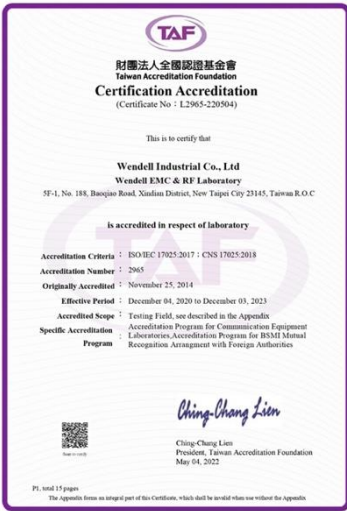 TAF
財團法人全國認證基金會
Taiwan Accreditation Foundation
Certification Accreditation
(Certificate No：L2965-220504)
This is to certify that
Wendell Industrial Co., Ltd
Wendell EMC & RF Laboratory
5F-1, No. 188, Baoqiao Road, Xindian District, New Taipei City 23145, Taiwan R.O.C
is accredited in respect of laboratory
Accreditation Criteria : ISO/IEC 17025:2017；CNS 17025:2018
Accreditation Number : 2965
Originally Accredited : November 25, 2014
Effective Period : December 04, 2020 to December 03, 2023
Accredited Scope : Testing Field, see described in the Appendix
Specific Accreditation Program : Accreditation Program for Communication Equipment
Laboratories,Accreditation Program for BSMI Mutual
Recognition Arrangment with Foreign Authorities
Ching-Chang Lien
Ching-Chang Lien
President, Taiwan Accreditation Foundation
May 04, 2022
P1, total 15 pages
The Appendix forms an integral part of this Certificate, which shall be invalid when use without the Appendix